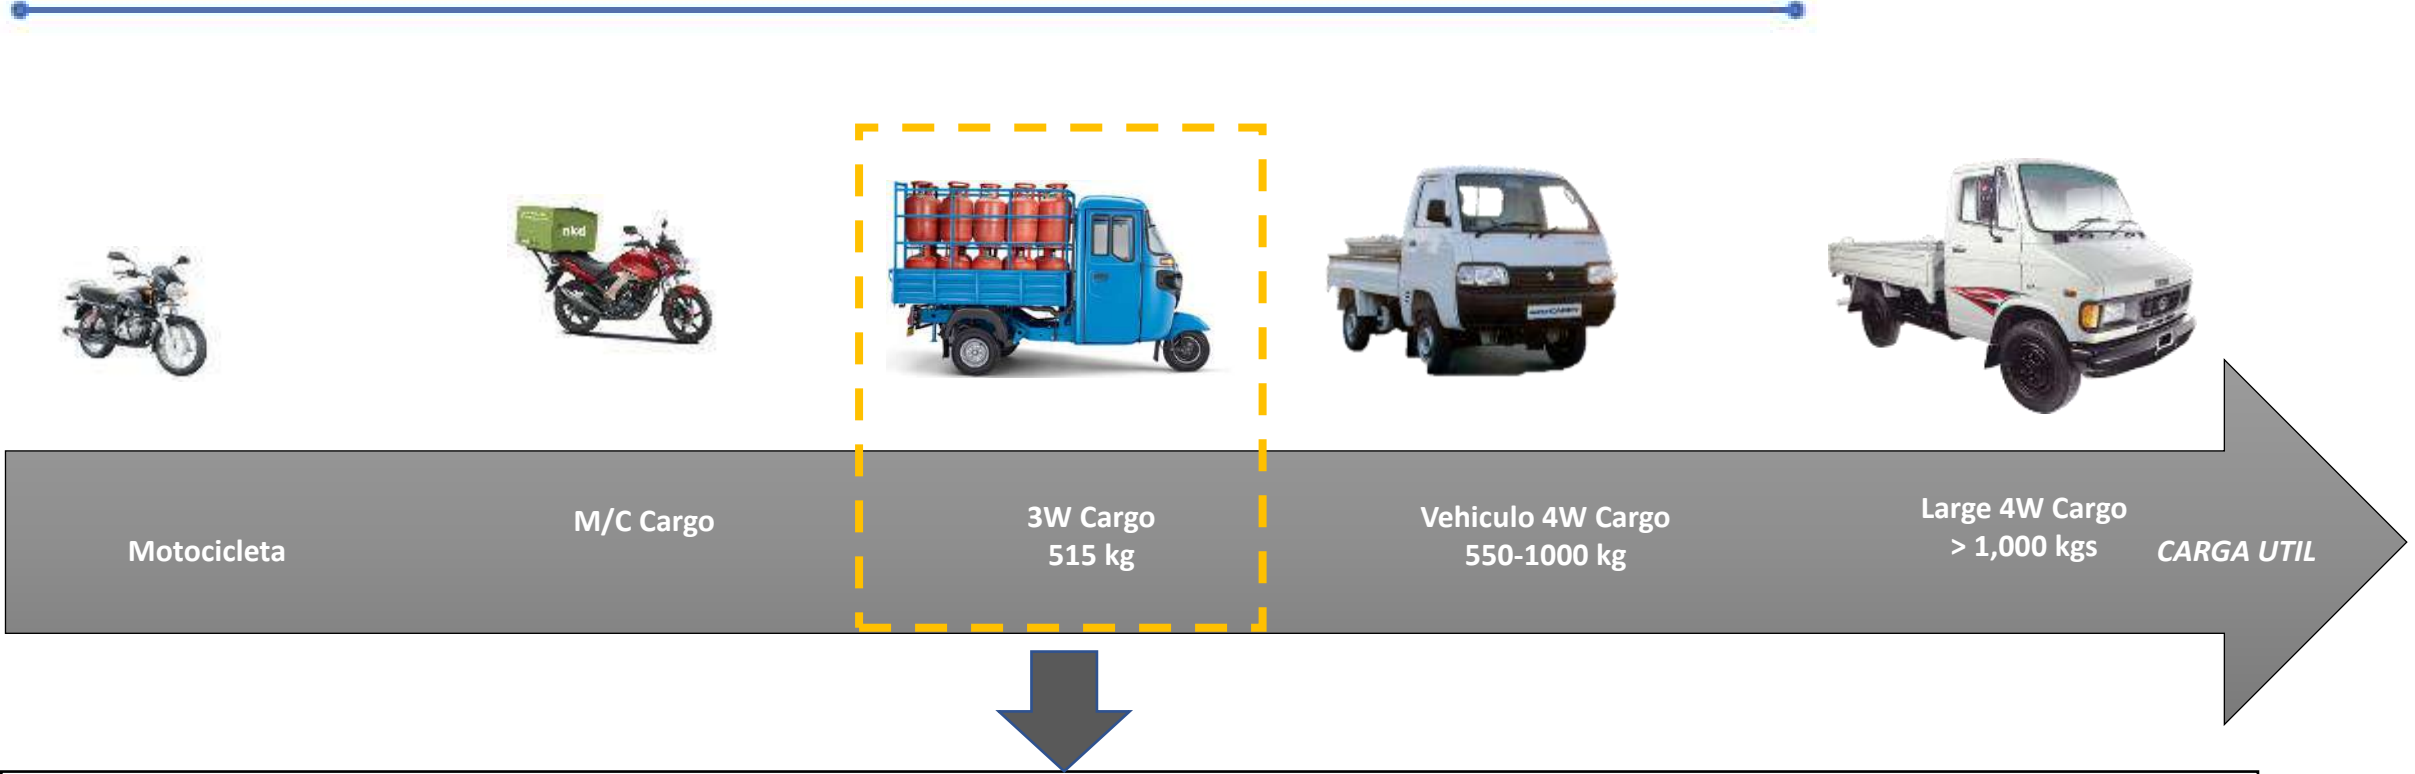 nkd
Motocicleta
M/C Cargo
3W Cargo
515 kg
Vehiculo 4W Cargo
550-1000 kg
Large 4W Cargo
> 1,000 kgs
CARGA UTIL